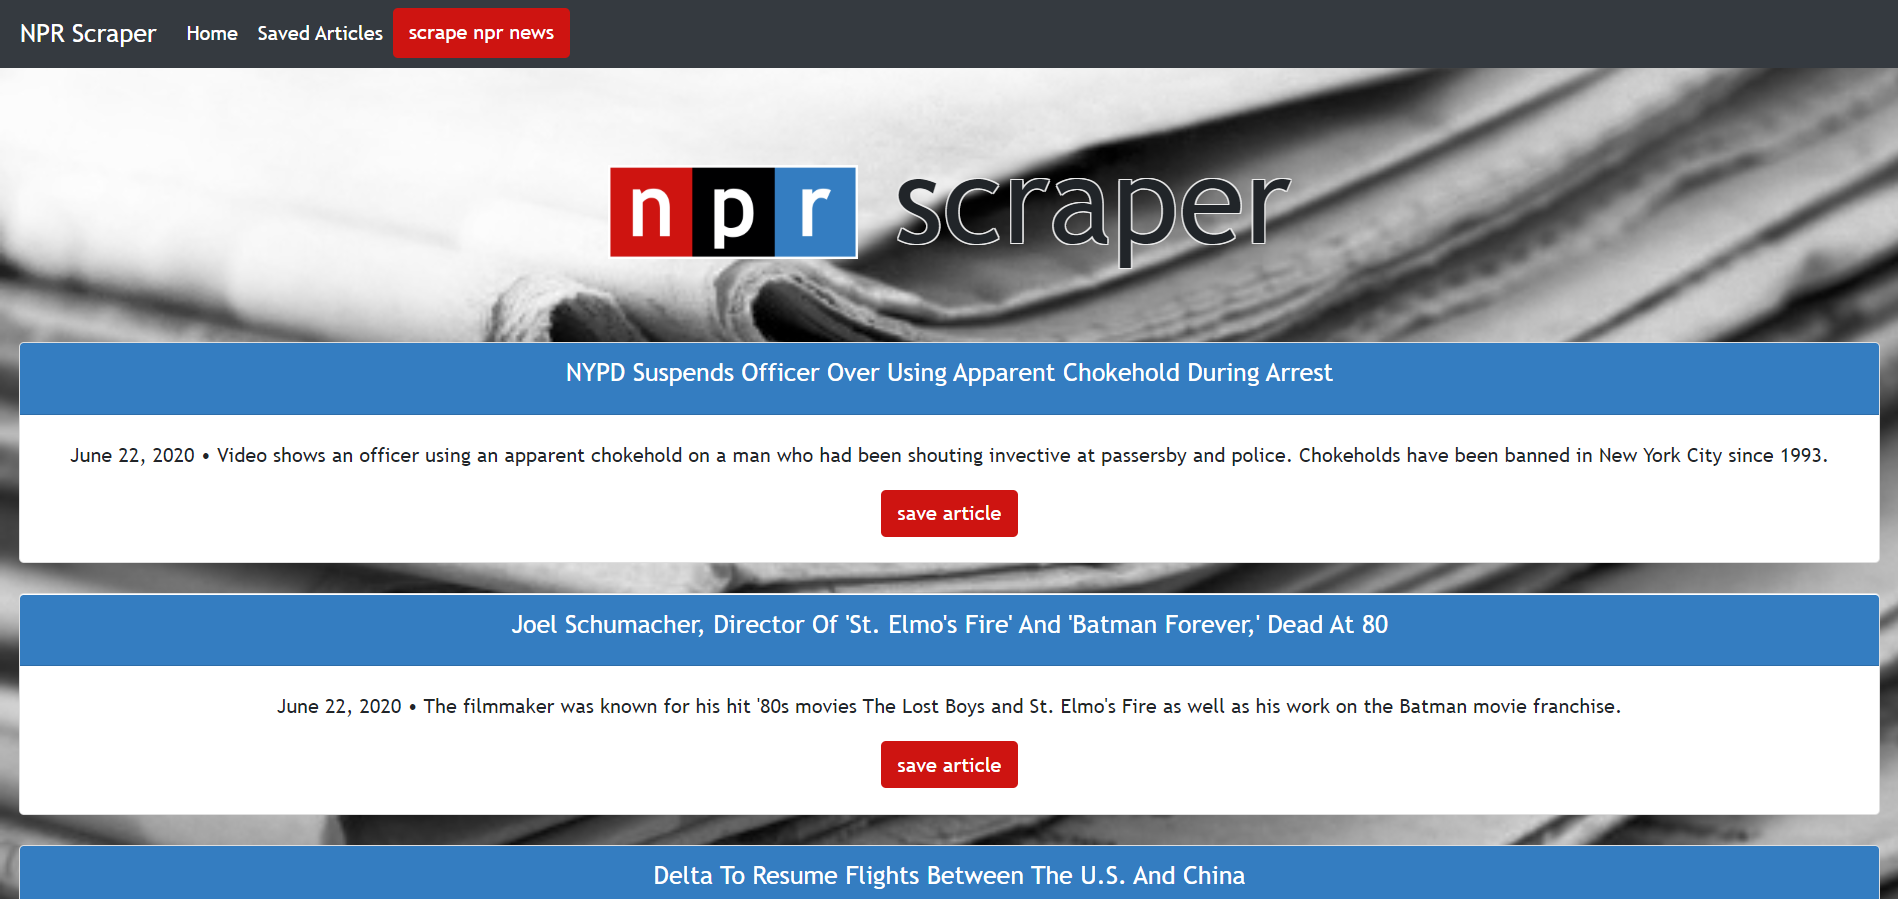 NPR Scraper Home Saved Articles scrape npr news
npr scraper
NYPD Suspends Officer Over Using Apparent Chokehold During Arrest
June 22, 2020 • Video shows an officer using an apparent chokehold on a man who had been shouting invective at passersby and police. Chokeholds have been banned in New York City since 1993.
save article
Joel Schumacher, Director Of 'St. Elmo's Fire' And 'Batman Forever,' Dead At 80
June 22, 2020 • The filmmaker was known for his hit '80s movies The Lost Boys and St. Elmo's Fire as well as his work on the Batman movie franchise.
save article
Delta To Resume Flights Between The U.S. And China